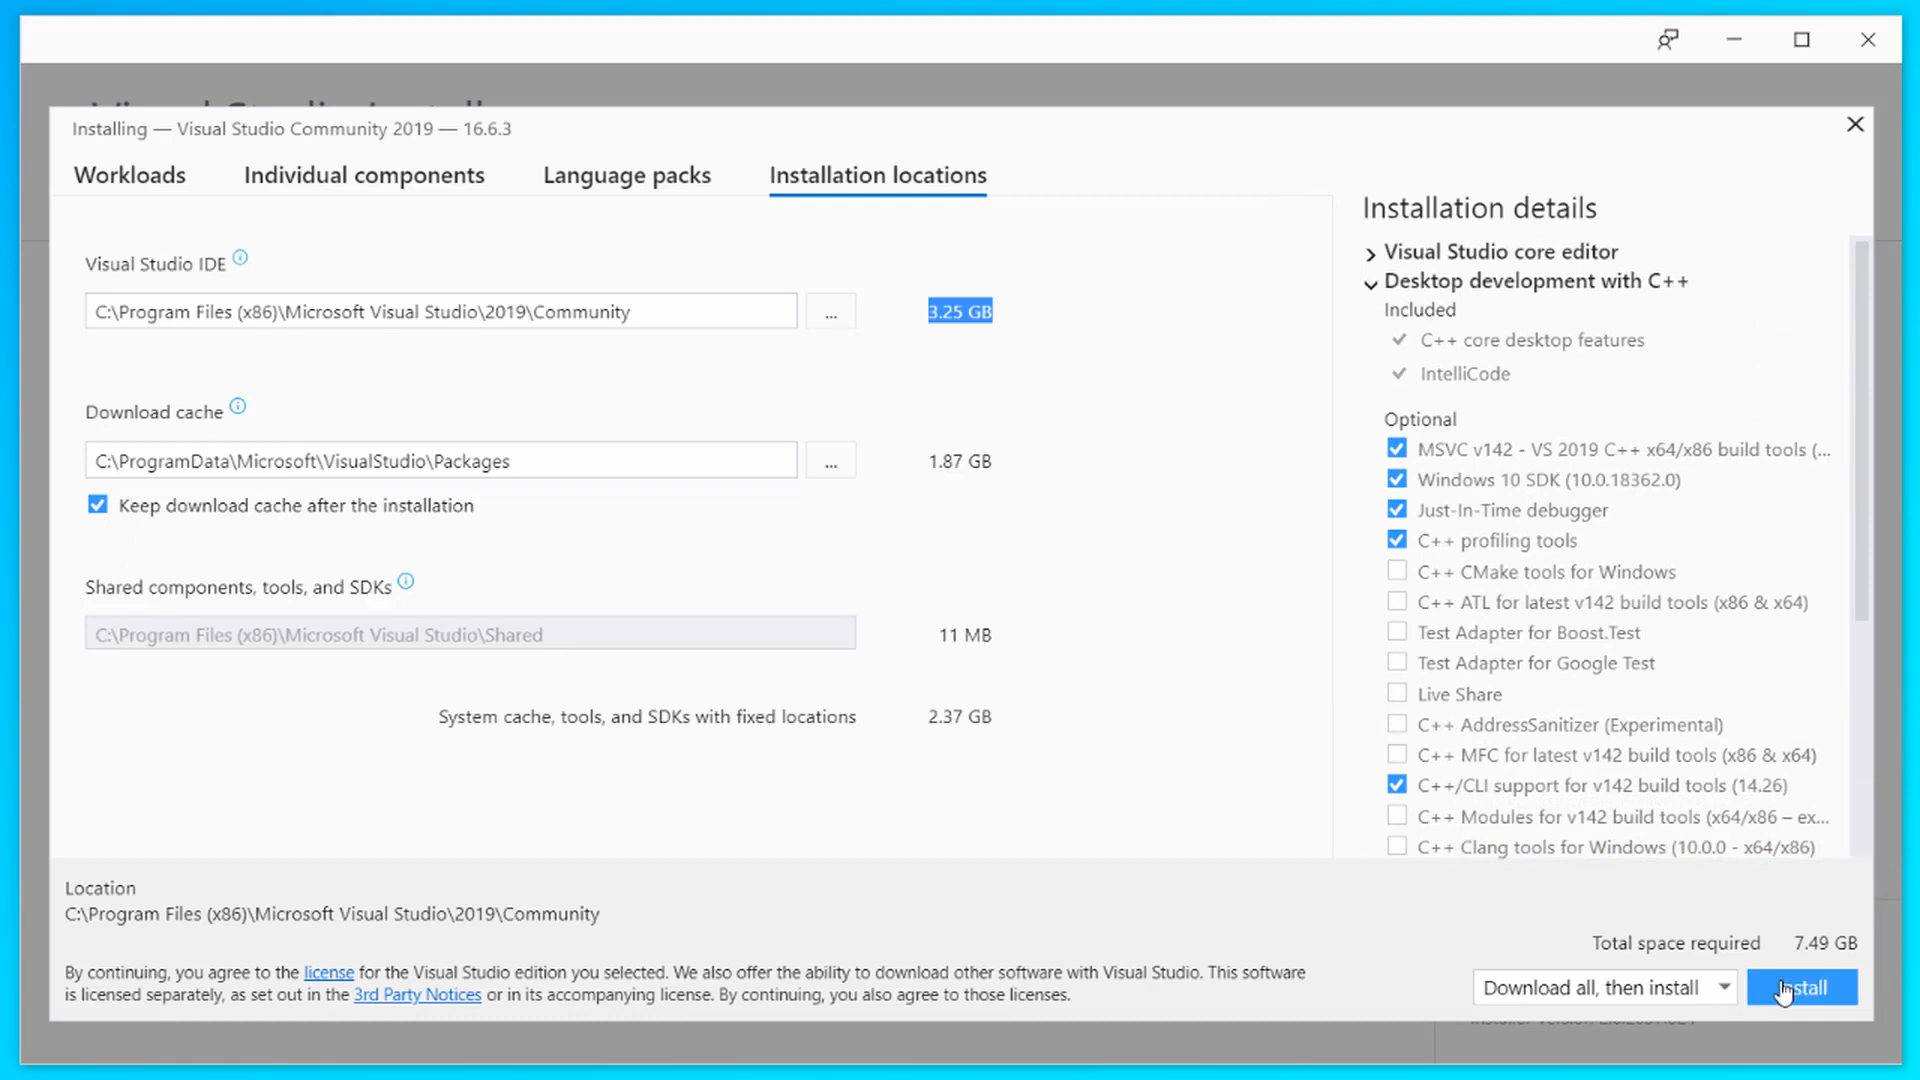 Installing — Visual Studio Community 2019 — 16.6.3
Workloads
Individual components
Language packs
Installation locations
Visual Studio IDE
C:\Program Files (x86)\Microsoft Visual Studio\2019\Community
...
3.25 GB
Download cache
C:\ProgramData\Microsoft\VisualStudio\Packages
...
1.87 GB
Keep download cache after the installation
Shared components, tools, and SDKs
C:\Program Files (x86)\Microsoft Visual Studio\Shared
11 MB
System cache, tools, and SDKs with fixed locations
2.37 GB
Installation details
Visual Studio core editor
Desktop development with C++
Included
C++ core desktop features
IntelliCode
Optional
MSVC v142 - VS 2019 C++ x64/x86 build tools (...
Windows 10 SDK (10.0.18362.0)
Just-In-Time debugger
C++ profiling tools
C++ CMake tools for Windows
C++ ATL for latest v142 build tools (x86 & x64)
Test Adapter for Boost.Test
Test Adapter for Google Test
Live Share
C++ AddressSanitizer (Experimental)
C++ MFC for latest v142 build tools (x86 & x64)
C++/CLI support for v142 build tools (14.26)
C++ Modules for v142 build tools (x64/x86 – ex...
C++ Clang tools for Windows (10.0.0 - x64/x86)
Location
C:\Program Files (x86)\Microsoft Visual Studio\2019\Community
Total space required 7.49 GB
By continuing, you agree to the license for the Visual Studio edition you selected. We also offer the ability to download other software with Visual Studio. This software
is licensed separately, as set out in the 3rd Party Notices or in its accompanying license. By continuing, you also agree to those licenses.
Download all, then install
Install